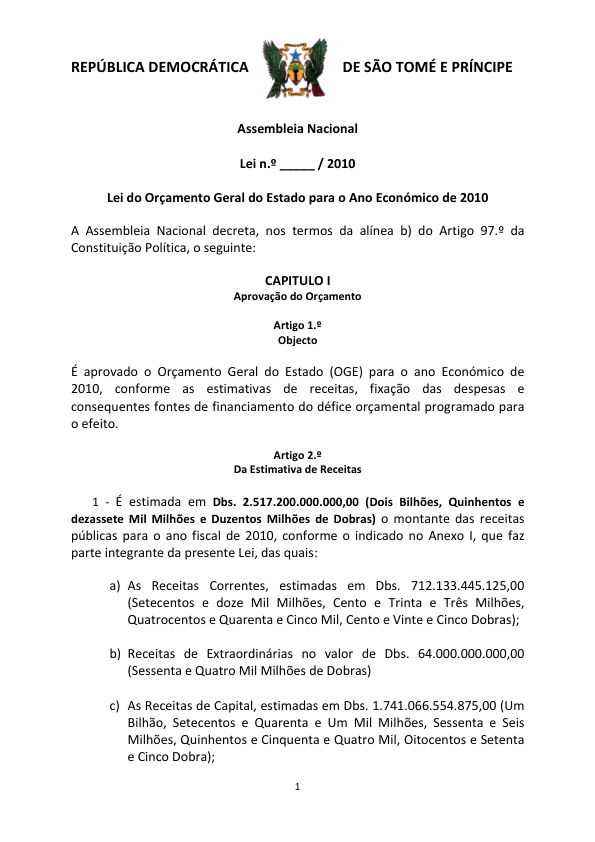 REPÚBLICA DEMOCRÁTICA DE SÃO TOMÉ E PRÍNCIPE
Assembleia Nacional
Lei n.º _____ / 2010
Lei do Orçamento Geral do Estado para o Ano Económico de 2010
A Assembleia Nacional decreta, nos termos da alínea b) do Artigo 97.º da
Constituição Política, o seguinte:
CAPITULO I
Aprovação do Orçamento
Artigo 1.º
Objecto
É aprovado o Orçamento Geral do Estado (OGE) para o ano Económico de
2010, conforme as estimativas de receitas, fixação das despesas e
consequentes fontes de financiamento do défice orçamental programado para
o efeito.
Artigo 2.º
Da Estimativa de Receitas
1 - É estimada em Dbs. 2.517.200.000.000,00 (Dois Bilhões, Quinhentos e
dezassete Mil Milhões e Duzentos Milhões de Dobras) o montante das receitas
públicas para o ano fiscal de 2010, conforme o indicado no Anexo I, que faz
parte integrante da presente Lei, das quais:
a) As Receitas Correntes, estimadas em Dbs. 712.133.445.125,00
(Setecentos e doze Mil Milhões, Cento e Trinta e Três Milhões,
Quatrocentos e Quarenta e Cinco Mil, Cento e Vinte e Cinco Dobras);
b) Receitas de Extraordinárias no valor de Dbs. 64.000.000.000,00
(Sessenta e Quatro Mil Milhões de Dobras)
c) As Receitas de Capital, estimadas em Dbs. 1.741.066.554.875,00 (Um
Bilhão, Setecentos e Quarenta e Um Mil Milhões, Sessenta e Seis
Milhões, Quinhentos e Cinquenta e Quatro Mil, Oitocentos e Setenta
e Cinco Dobra);
1